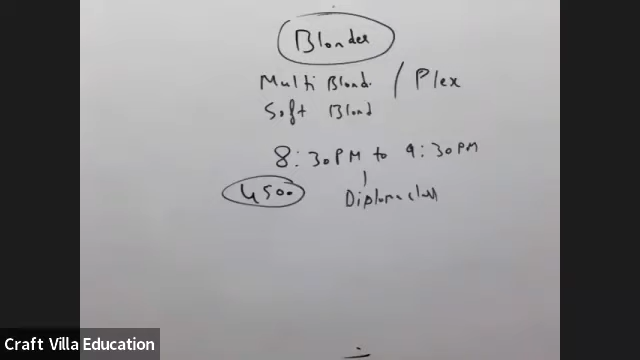 Blonder
Multi Blond. / Plex
Soft Blond
8:30PM to 9:30PM
4500
Diploma class
Craft Villa Education